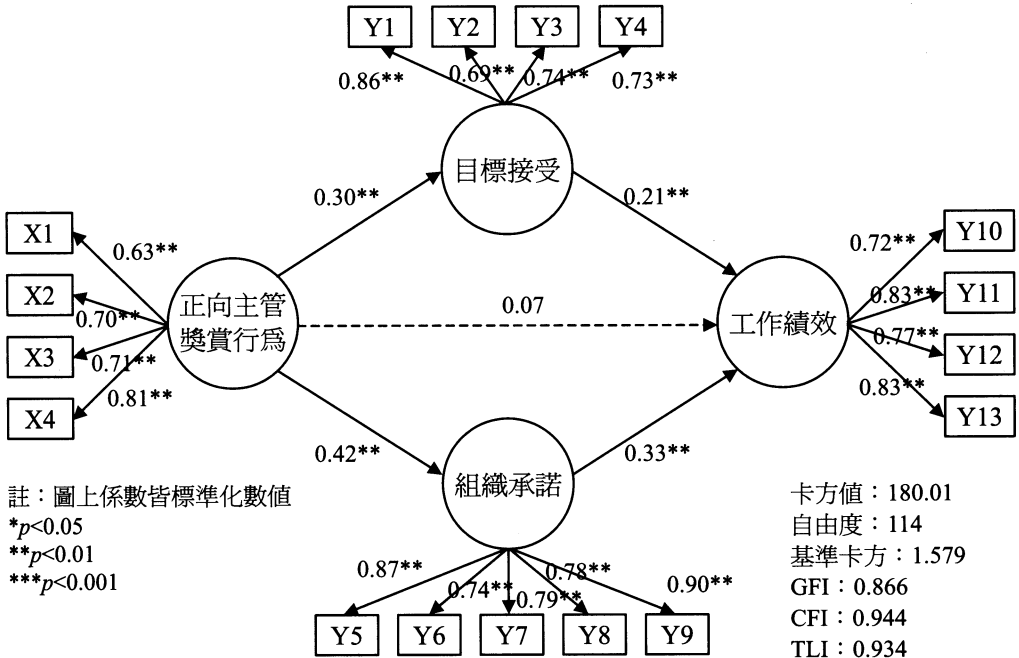 Y1 Y2 Y3 Y4
0.86** 0.69** 0.74** 0.73**
目標接受
0.30** 0.21**
X1
X2
X3
X4
0.63**
0.70**
0.71**
0.81**
正向主管
獎賞行為
0.07
工作績效
0.72**
0.83**
0.77**
0.83**
Y10
Y11
Y12
Y13
0.42** 0.33**
組織承諾
0.87** 0.74** 0.79** 0.78** 0.90**
Y5 Y6 Y7 Y8 Y9
註：圖上係數皆標準化數值
*p<0.05
**p<0.01
***p<0.001
卡方值：180.01
自由度：114
基準卡方：1.579
GFI：0.866
CFI：0.944
TLI：0.934